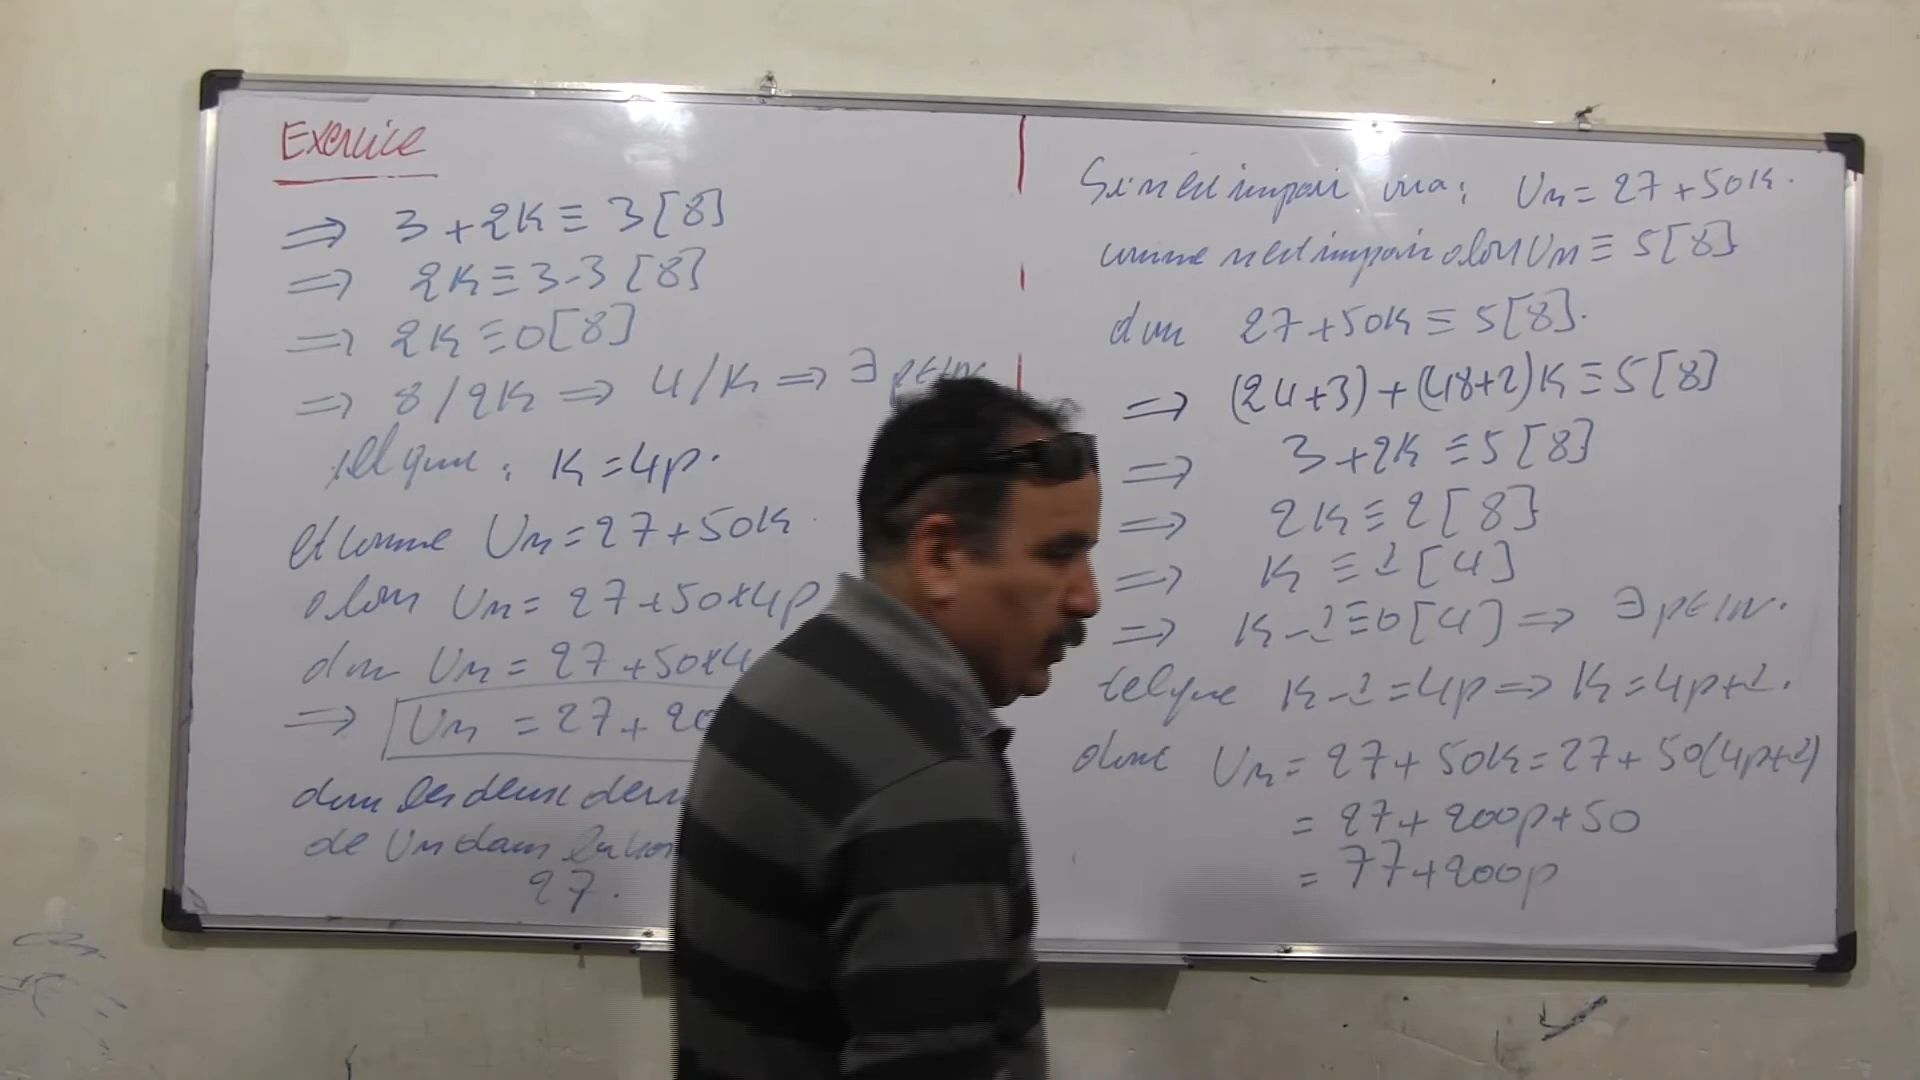 Exercice
⇒ 3 + 2K ≡ 3 [8]
⇒ 2K ≡ 3 - 3 [8]
⇒ 2K ≡ 0 [8]
⇒ 8 / 2K ⇒ 4 / K ⇒ ∃ p ∈ IN
tel que : K = 4p.
et comme Un = 27 + 50K
alors Un = 27 + 50×4p
donc Un = 27 + 50×4
⇒ Un = 27 + 20
donc les deux
de Un dans la
27.
Si n est impair on a : Un = 27 + 50K.
comme n est impair alors Un ≡ 5 [8]
donc 27 + 50K ≡ 5 [8].
⇒ (24+3) + (48+2)K ≡ 5 [8]
⇒ 3 + 2K ≡ 5 [8]
⇒ 2K ≡ 2 [8]
⇒ K ≡ 1 [4]
⇒ K - 1 ≡ 0 [4] ⇒ ∃ p ∈ IN.
tel que K - 1 = 4p ⇒ K = 4p + 1.
donc Un = 27 + 50K = 27 + 50(4p+1)
= 27 + 200p + 50
= 77 + 200p